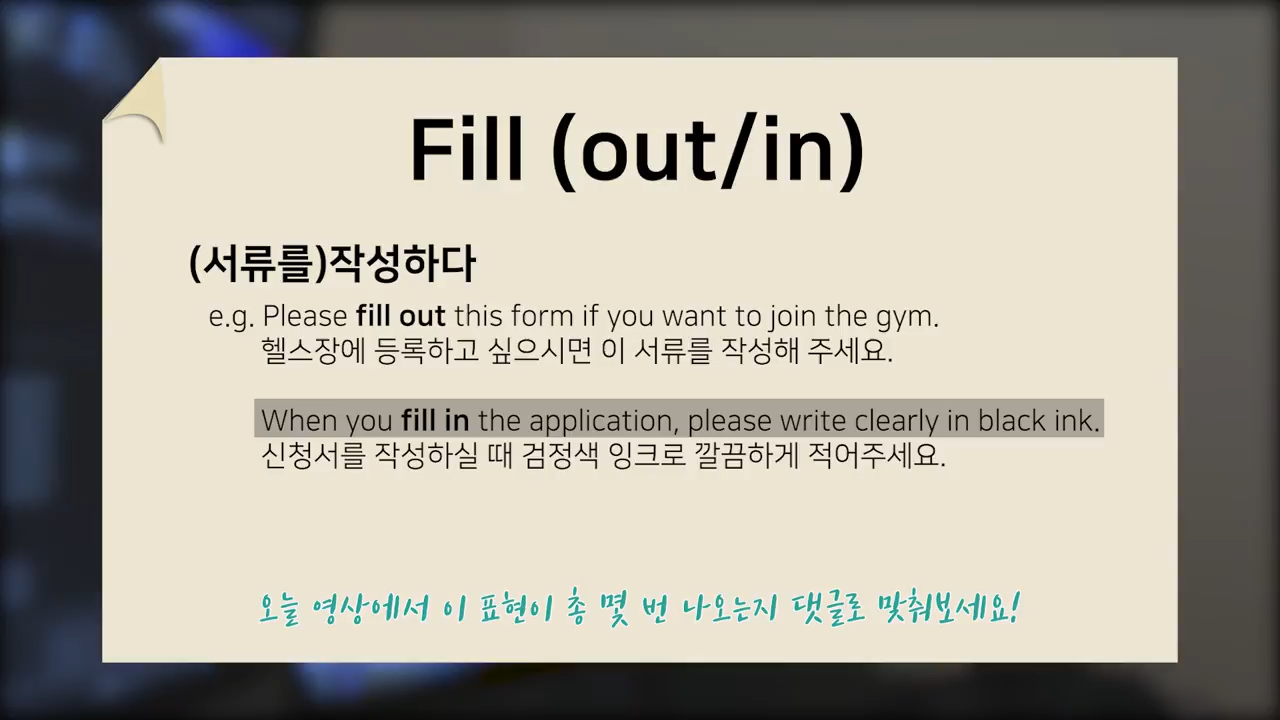 Fill (out/in)
(서류를)작성하다
e.g. Please fill out this form if you want to join the gym.
헬스장에 등록하고 싶으시면 이 서류를 작성해 주세요.
When you fill in the application, please write clearly in black ink.
신청서를 작성하실 때 검정색 잉크로 깔끔하게 적어주세요.
오늘 영상에서 이 표현이 총 몇 번 나오는지 댓글로 맞춰보세요!